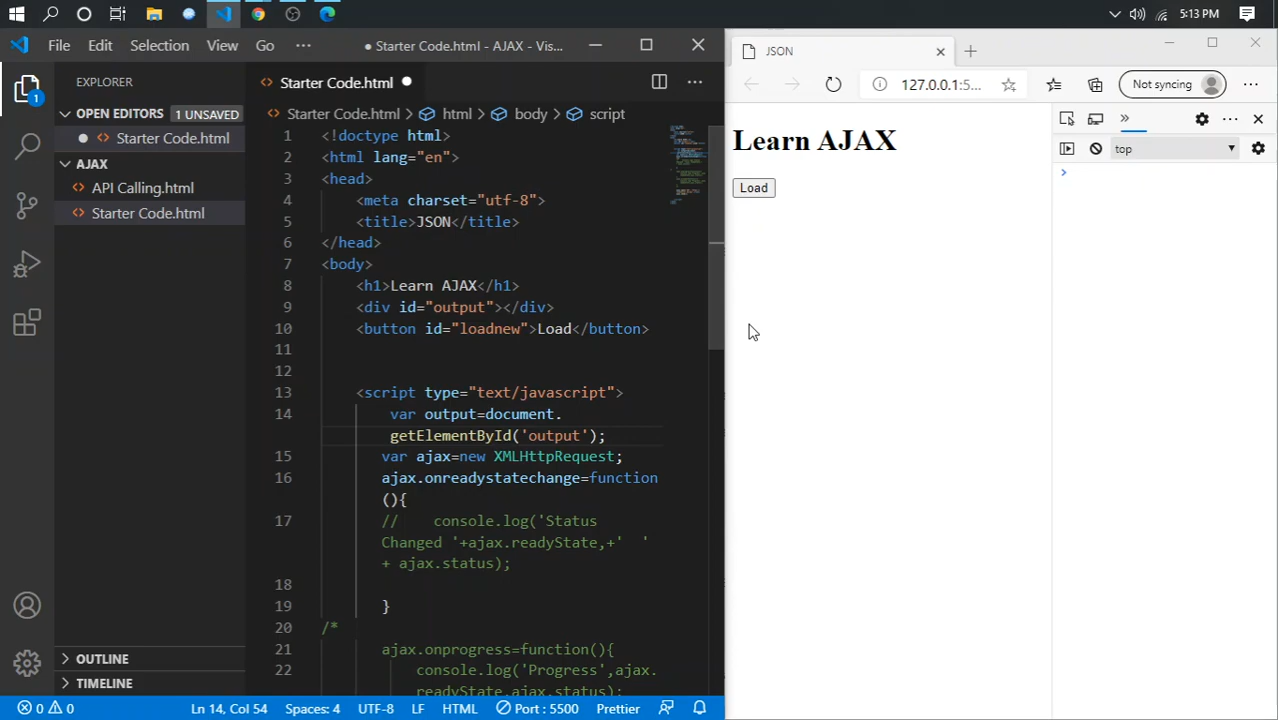 5:13 PM
File Edit Selection View Go ··· ● Starter Code.html - AJAX - Vis...
JSON
EXPLORER
Starter Code.html
127.0.0.1:5... Not syncing
OPEN EDITORS 1 UNSAVED
Starter Code.html
AJAX
API Calling.html
Starter Code.html
OUTLINE
TIMELINE
1
Starter Code.html > html > body > script
1 <!doctype html>
2 <html lang="en">
3 <head>
4 <meta charset="utf-8">
5 <title>JSON</title>
6 </head>
7 <body>
8 <h1>Learn AJAX</h1>
9 <div id="output"></div>
10 <button id="loadnew">Load</button>
11
12
13 <script type="text/javascript">
14 var output=document.
getElementById('output');
15 var ajax=new XMLHttpRequest;
16 ajax.onreadystatechange=function
(){
17 // console.log('Status
Changed '+ajax.readyState,+' '
+ ajax.status);
18
19 }
20 /*
21 ajax.onprogress=function(){
22 console.log('Progress',ajax.
readyState,ajax.status);
Learn AJAX
Load
top
0 0 Ln 14, Col 54 Spaces: 4 UTF-8 LF HTML Port : 5500 Prettier